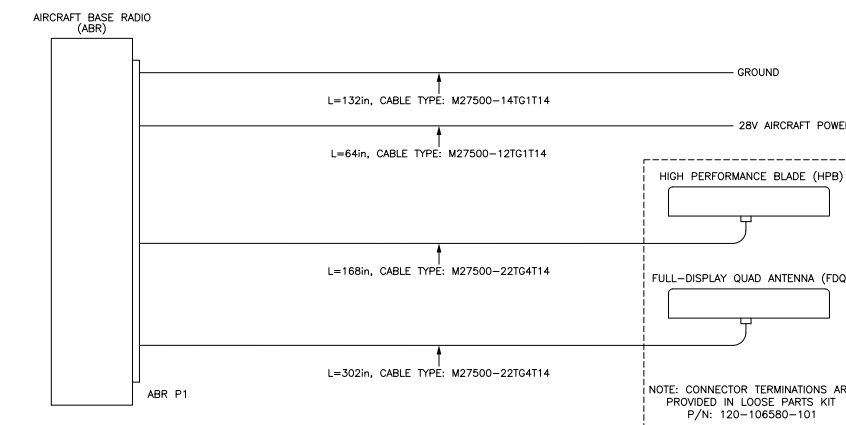 AIRCRAFT BASE RADIO
(ABR)
GROUND
L=132in, CABLE TYPE: M27500-14TG1T14
28V AIRCRAFT POWE
L=64in, CABLE TYPE: M27500-12TG1T14
HIGH PERFORMANCE BLADE (HPB)
L=168in, CABLE TYPE: M27500-22TG4T14
FULL-DISPLAY QUAD ANTENNA (FDQ
L=302in, CABLE TYPE: M27500-22TG4T14
ABR P1
NOTE: CONNECTOR TERMINATIONS AR
PROVIDED IN LOOSE PARTS KIT
P/N: 120-106580-101